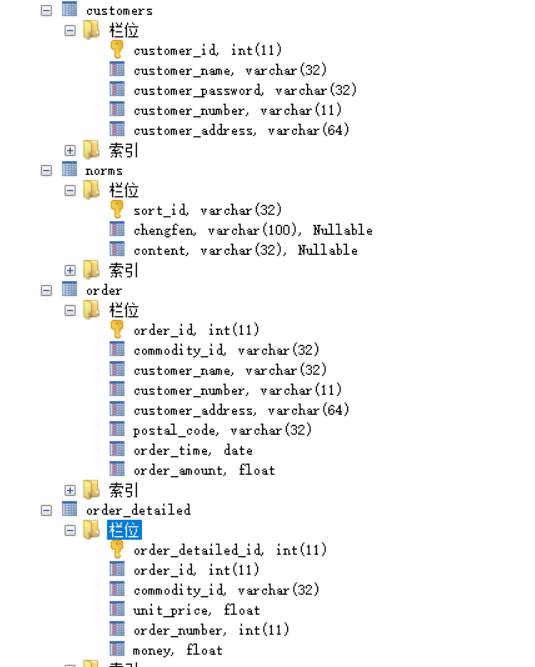 customers
栏位
customer_id, int(11)
customer_name, varchar(32)
customer_password, varchar(32)
customer_number, varchar(11)
customer_address, varchar(64)
索引
norms
栏位
sort_id, varchar(32)
chengfen, varchar(100), Nullable
content, varchar(32), Nullable
索引
order
栏位
order_id, int(11)
commodity_id, varchar(32)
customer_name, varchar(32)
customer_number, varchar(11)
customer_address, varchar(64)
postal_code, varchar(32)
order_time, date
order_amount, float
索引
order_detailed
栏位
order_detailed_id, int(11)
order_id, int(11)
commodity_id, varchar(32)
unit_price, float
order_number, int(11)
money, float